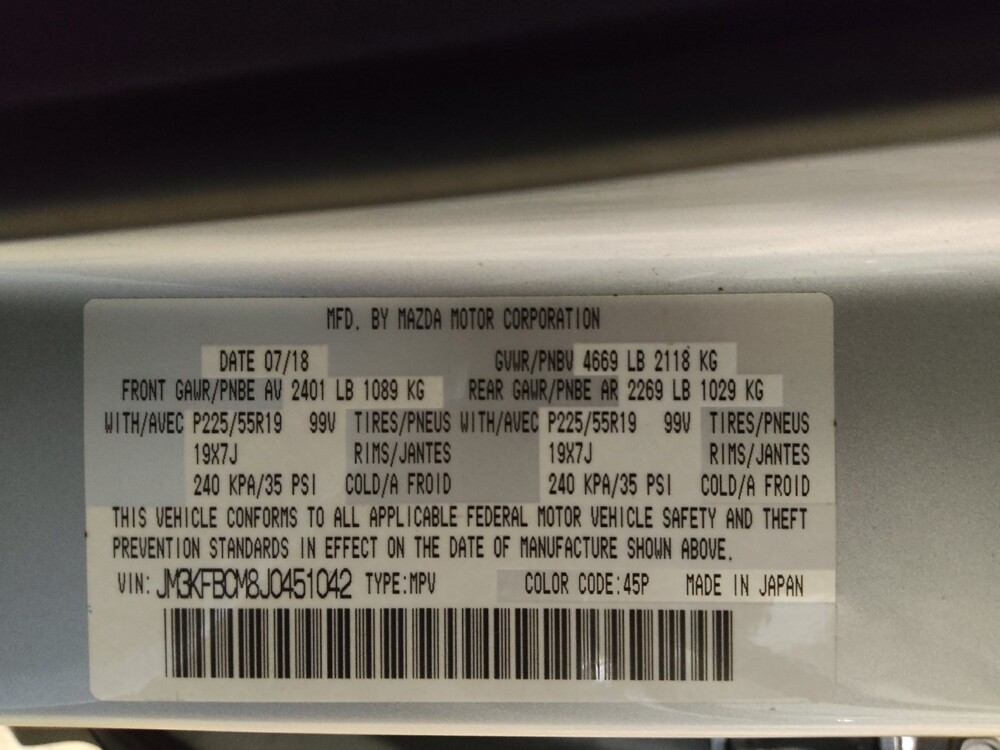 MFD. BY MAZDA MOTOR CORPORATION
DATE 07/18 GVWR/PNBV 4669 LB 2118 KG
FRONT GAWR/PNBE AV 2401 LB 1089 KG REAR GAWR/PNBE AR 2269 LB 1029 KG
WITH/AVEC P225/55R19 99V TIRES/PNEUS WITH/AVEC P225/55R19 99V TIRES/PNEUS
19X7J RIMS/JANTES 19X7J RIMS/JANTES
240 KPA/35 PSI COLD/A FROID 240 KPA/35 PSI COLD/A FROID
THIS VEHICLE CONFORMS TO ALL APPLICABLE FEDERAL MOTOR VEHICLE SAFETY AND THEFT
PREVENTION STANDARDS IN EFFECT ON THE DATE OF MANUFACTURE SHOWN ABOVE.
VIN: JM3KFBCM8J0451042 TYPE:MPV COLOR CODE:45P MADE IN JAPAN